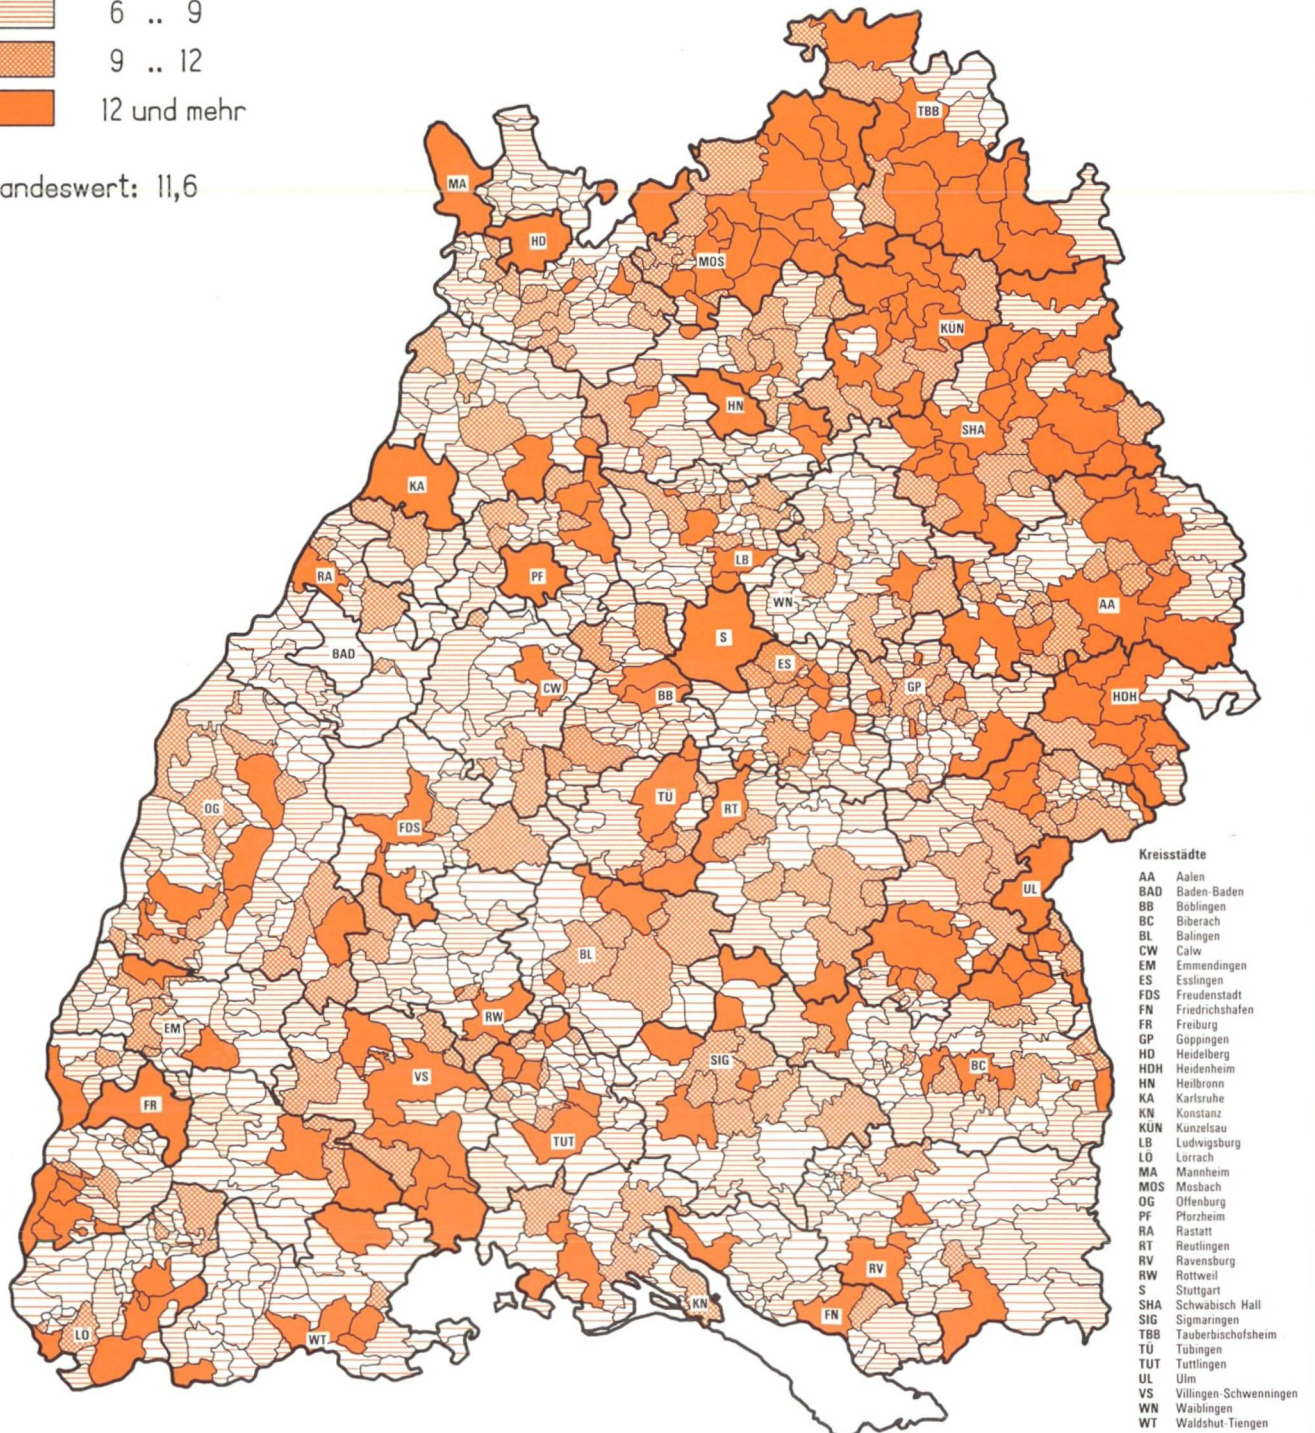 6 .. 9
9 .. 12
12 und mehr
andeswert: 11,6
TBB
MA
HD
MOS
KÜN
HN
SHA
KA
LB
RA
PF
WN
AA
S
BAD
ES
CW
BB
GP
HDH
OG
TÜ
RT
FDS
UL
BL
RW
EM
SIG
BC
VS
FR
TUT
RV
KN
FN
LÖ
WT
Kreisstädte
AA Aalen
BAD Baden-Baden
BB Böblingen
BC Biberach
BL Balingen
CW Calw
EM Emmendingen
ES Esslingen
FDS Freudenstadt
FN Friedrichshafen
FR Freiburg
GP Göppingen
HD Heidelberg
HDH Heidenheim
HN Heilbronn
KA Karlsruhe
KN Konstanz
KÜN Künzelsau
LB Ludwigsburg
LÖ Lörrach
MA Mannheim
MOS Mosbach
OG Offenburg
PF Pforzheim
RA Rastatt
RT Reutlingen
RV Ravensburg
RW Rottweil
S Stuttgart
SHA Schwäbisch Hall
SIG Sigmaringen
TBB Tauberbischofsheim
TÜ Tübingen
TUT Tuttlingen
UL Ulm
VS Villingen-Schwenningen
WN Waiblingen
WT Waldshut-Tiengen